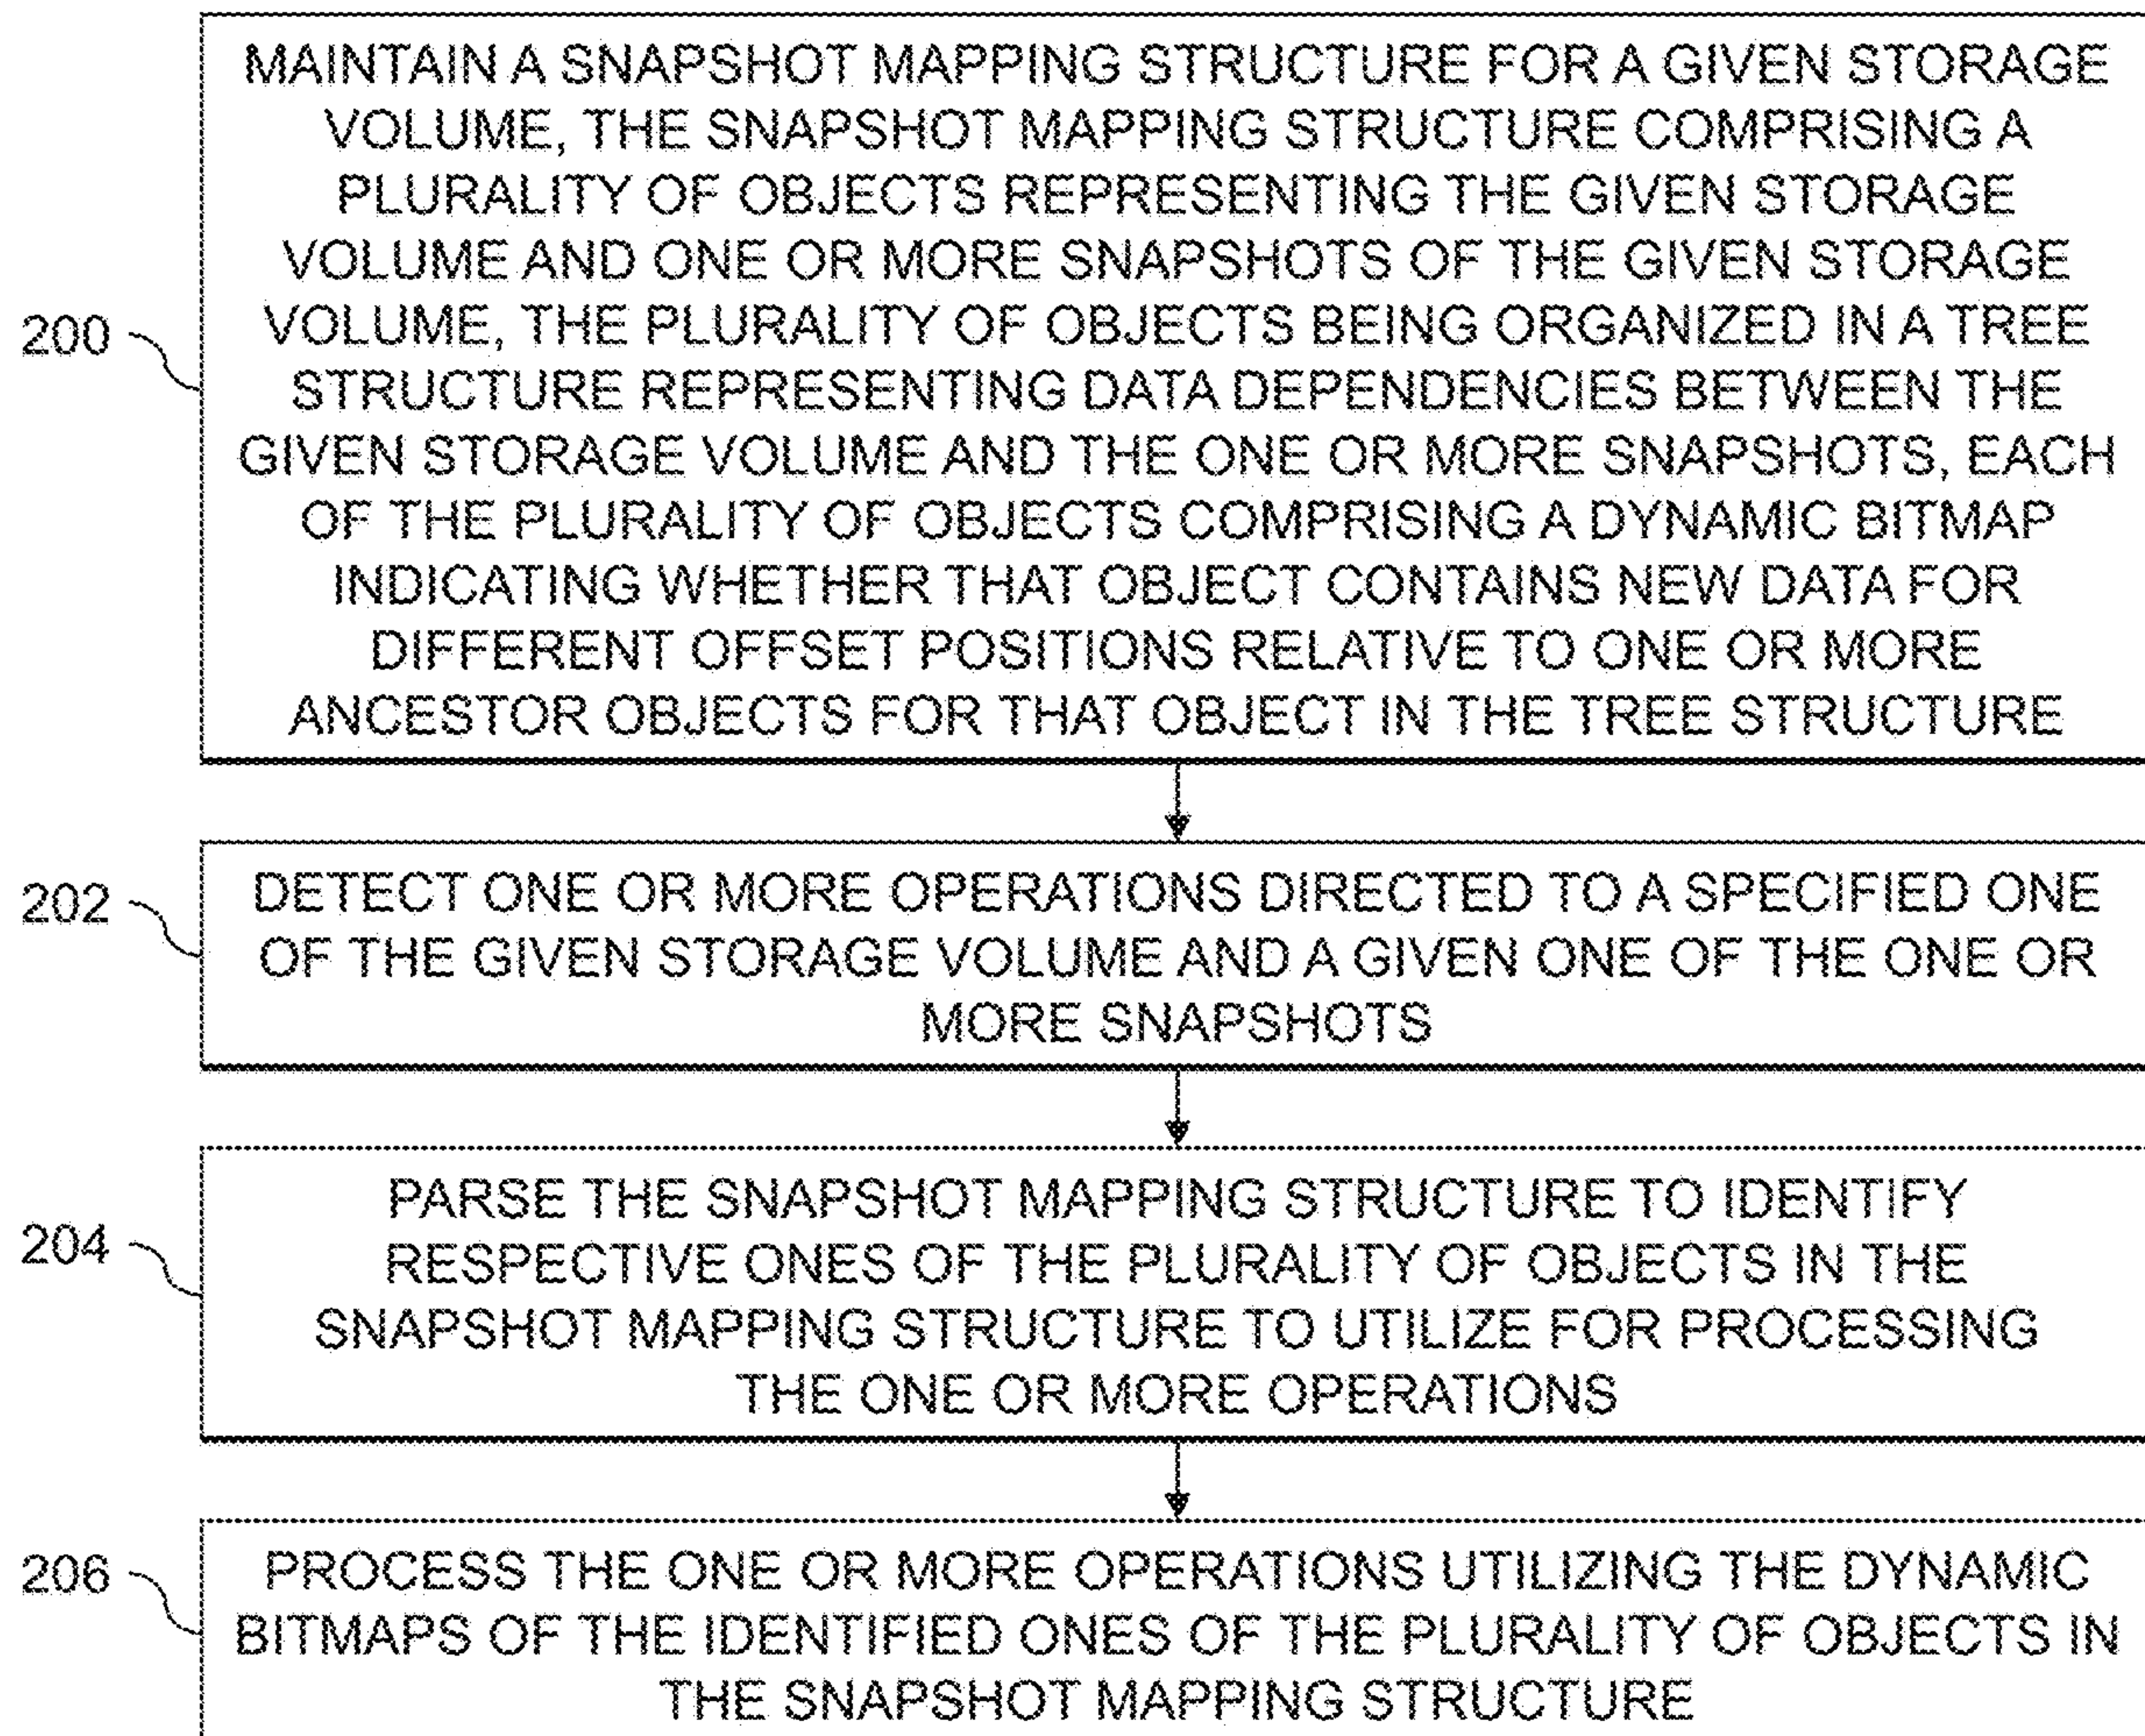 MAINTAIN A SNAPSHOT MAPPING STRUCTURE FOR A GIVEN STORAGE
VOLUME, THE SNAPSHOT MAPPING STRUCTURE COMPRISING A
PLURALITY OF OBJECTS REPRESENTING THE GIVEN STORAGE
VOLUME AND ONE OR MORE SNAPSHOTS OF THE GIVEN STORAGE
200
VOLUME, THE PLURALITY OF OBJECTS BEING ORGANIZED IN A TREE
STRUCTURE REPRESENTING DATA DEPENDENCIES BETWEEN THE
GIVEN STORAGE VOLUME AND THE ONE OR MORE SNAPSHOTS, EACH
OF THE PLURALITY OF OBJECTS COMPRISING A DYNAMIC BITMAP
INDICATING WHETHER THAT OBJECT CONTAINS NEW DATA FOR
DIFFERENT OFFSET POSITIONS RELATIVE TO ONE OR MORE
ANCESTOR OBJECTS FOR THAT OBJECT IN THE TREE STRUCTURE
202
DETECT ONE OR MORE OPERATIONS DIRECTED TO A SPECIFIED ONE
OF THE GIVEN STORAGE VOLUME AND A GIVEN ONE OF THE ONE OR
MORE SNAPSHOTS
204
PARSE THE SNAPSHOT MAPPING STRUCTURE TO IDENTIFY
RESPECTIVE ONES OF THE PLURALITY OF OBJECTS IN THE
SNAPSHOT MAPPING STRUCTURE TO UTILIZE FOR PROCESSING
THE ONE OR MORE OPERATIONS
206
PROCESS THE ONE OR MORE OPERATIONS UTILIZING THE DYNAMIC
BITMAPS OF THE IDENTIFIED ONES OF THE PLURALITY OF OBJECTS IN
THE SNAPSHOT MAPPING STRUCTURE